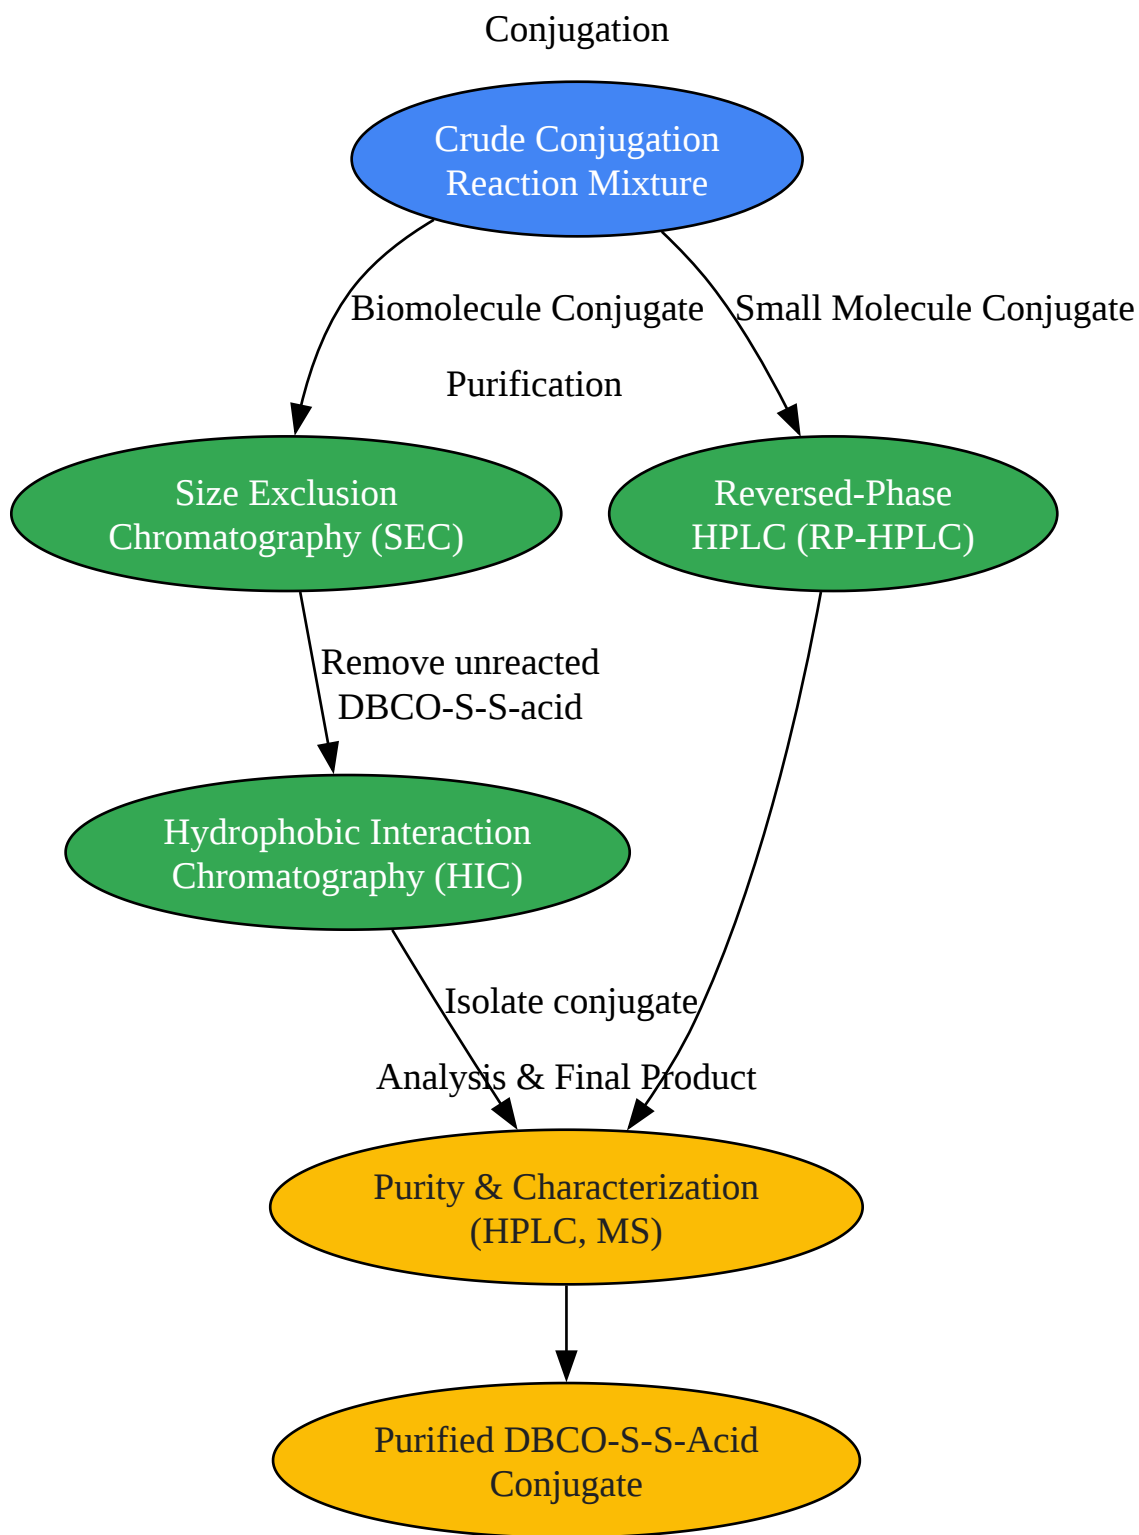 Conjugation
Crude Conjugation
Reaction Mixture
Biomolecule Conjugate
Small Molecule Conjugate
Purification
Size Exclusion
Chromatography (SEC)
Reversed-Phase
HPLC (RP-HPLC)
Remove unreacted
DBCO-S-S-acid
Hydrophobic Interaction
Chromatography (HIC)
Isolate conjugate
Analysis & Final Product
Purity & Characterization
(HPLC, MS)
Purified DBCO-S-S-Acid
Conjugate